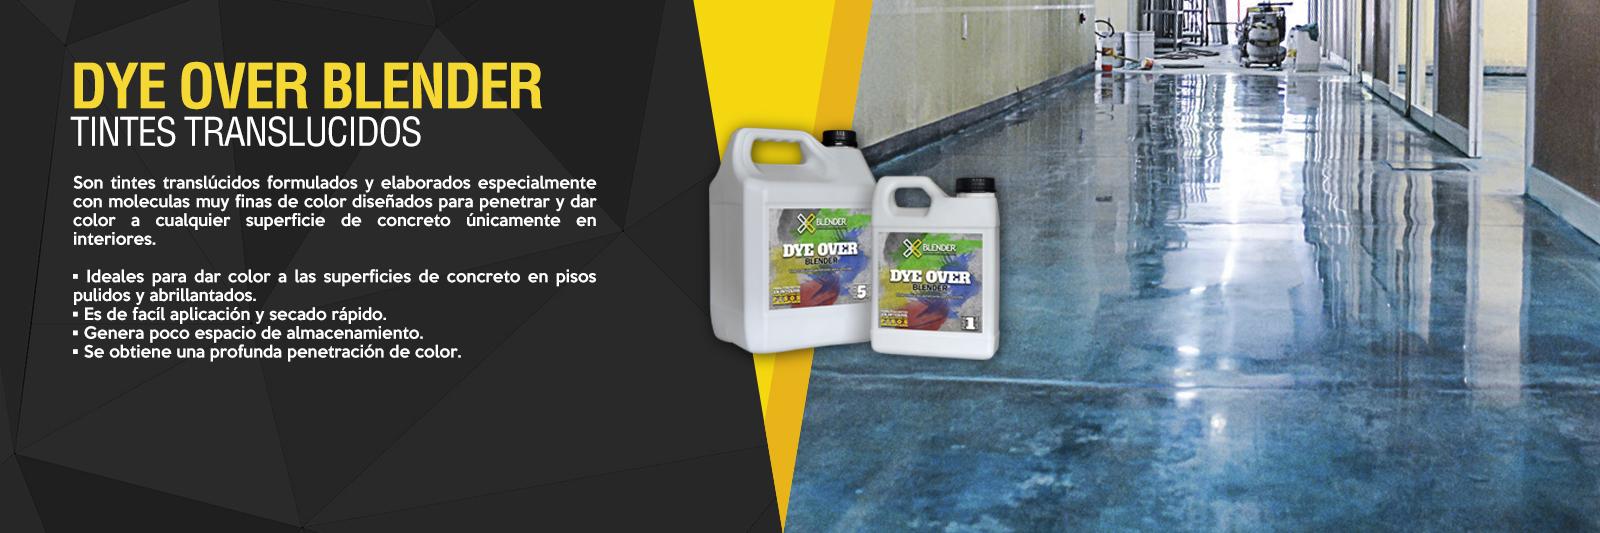 DYE OVER BLENDER
TINTES TRANSLUCIDOS
Son tintes translúcidos formulados y elaborados especialmente
con moleculas muy finas de color diseñados para penetrar y dar
color a cualquier superficie de concreto únicamente en
interiores.
▪ Ideales para dar color a las superficies de concreto en pisos
pulidos y abrillantados.
▪ Es de facíl aplicación y secado rápido.
▪ Genera poco espacio de almacenamiento.
▪ Se obtiene una profunda penetración de color.
BLENDER
DYE OVER
BLENDER
5
BLENDER
DYE OVER
BLENDER
PISOS
1